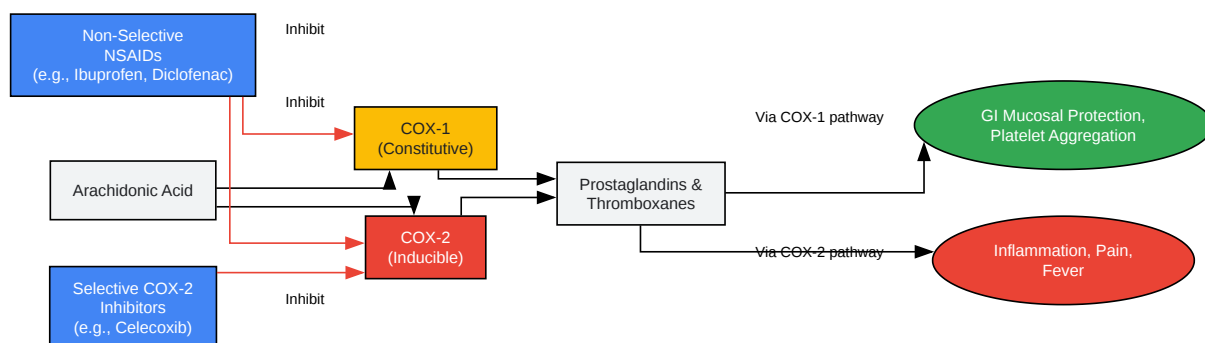 Non-Selective
NSAIDs
(e.g., Ibuprofen, Diclofenac)
Inhibit
Inhibit
COX-1
(Constitutive)
Arachidonic Acid
COX-2
(Inducible)
Selective COX-2
Inhibitors
(e.g., Celecoxib)
Inhibit
Prostaglandins &
Thromboxanes
Via COX-1 pathway
GI Mucosal Protection,
Platelet Aggregation
Via COX-2 pathway
Inflammation, Pain,
Fever